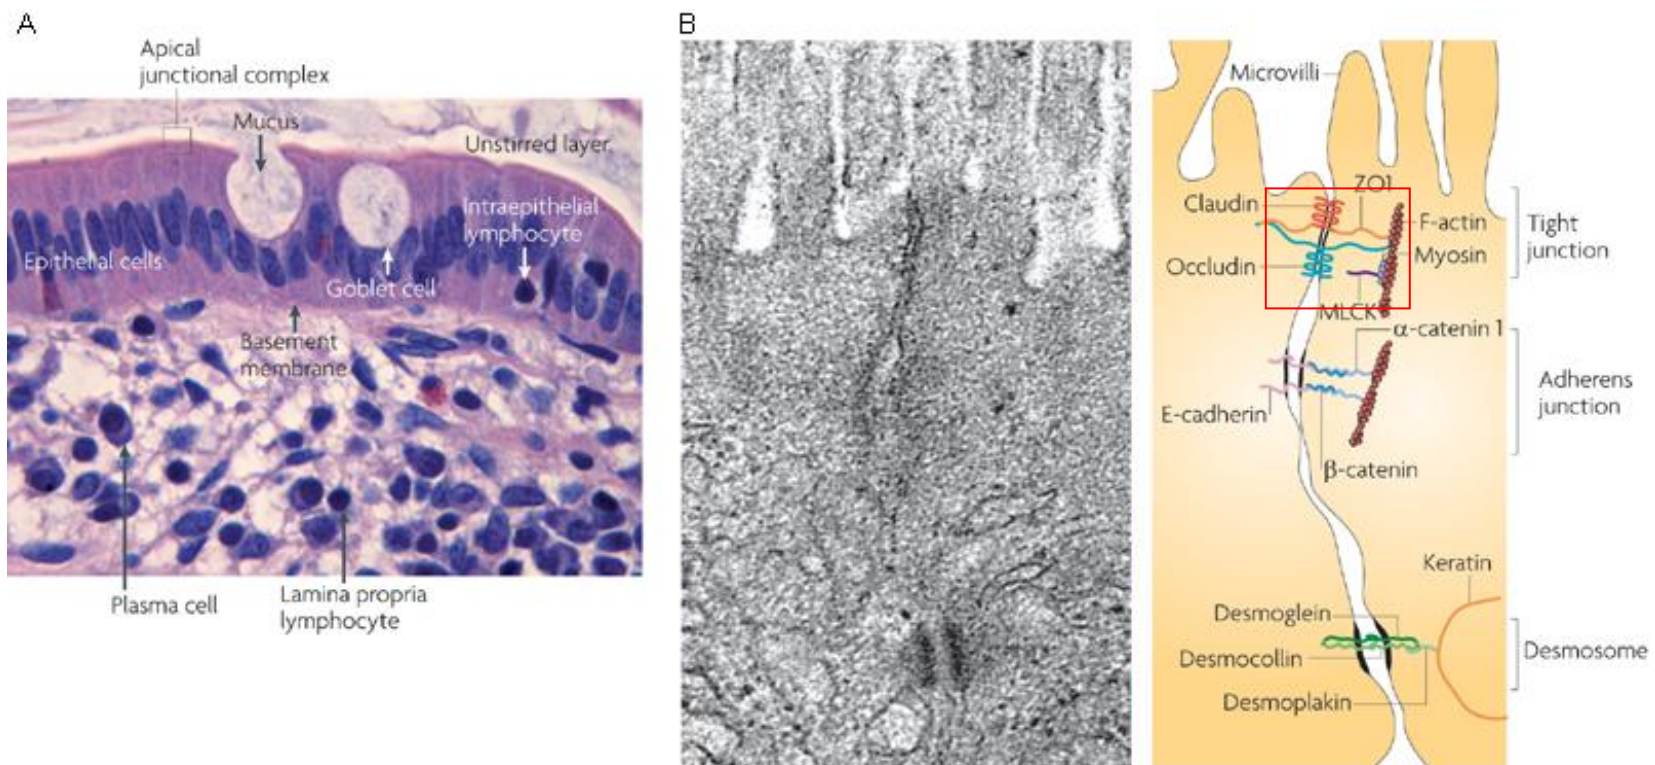 A
Apical
junctional complex
Mucus
Unstirred layer
Intraepithelial
lymphocyte
Epithelial cells
Goblet cell
Basement
membrane
Plasma cell
Lamina propria
lymphocyte
B
Microvilli
ZO1
Claudin
F-actin
Tight
junction
Myosin
Occludin
MLCK
α-catenin 1
Adherens
junction
E-cadherin
β-catenin
Keratin
Desmoglein
Desmosome
Desmocollin
Desmoplakin